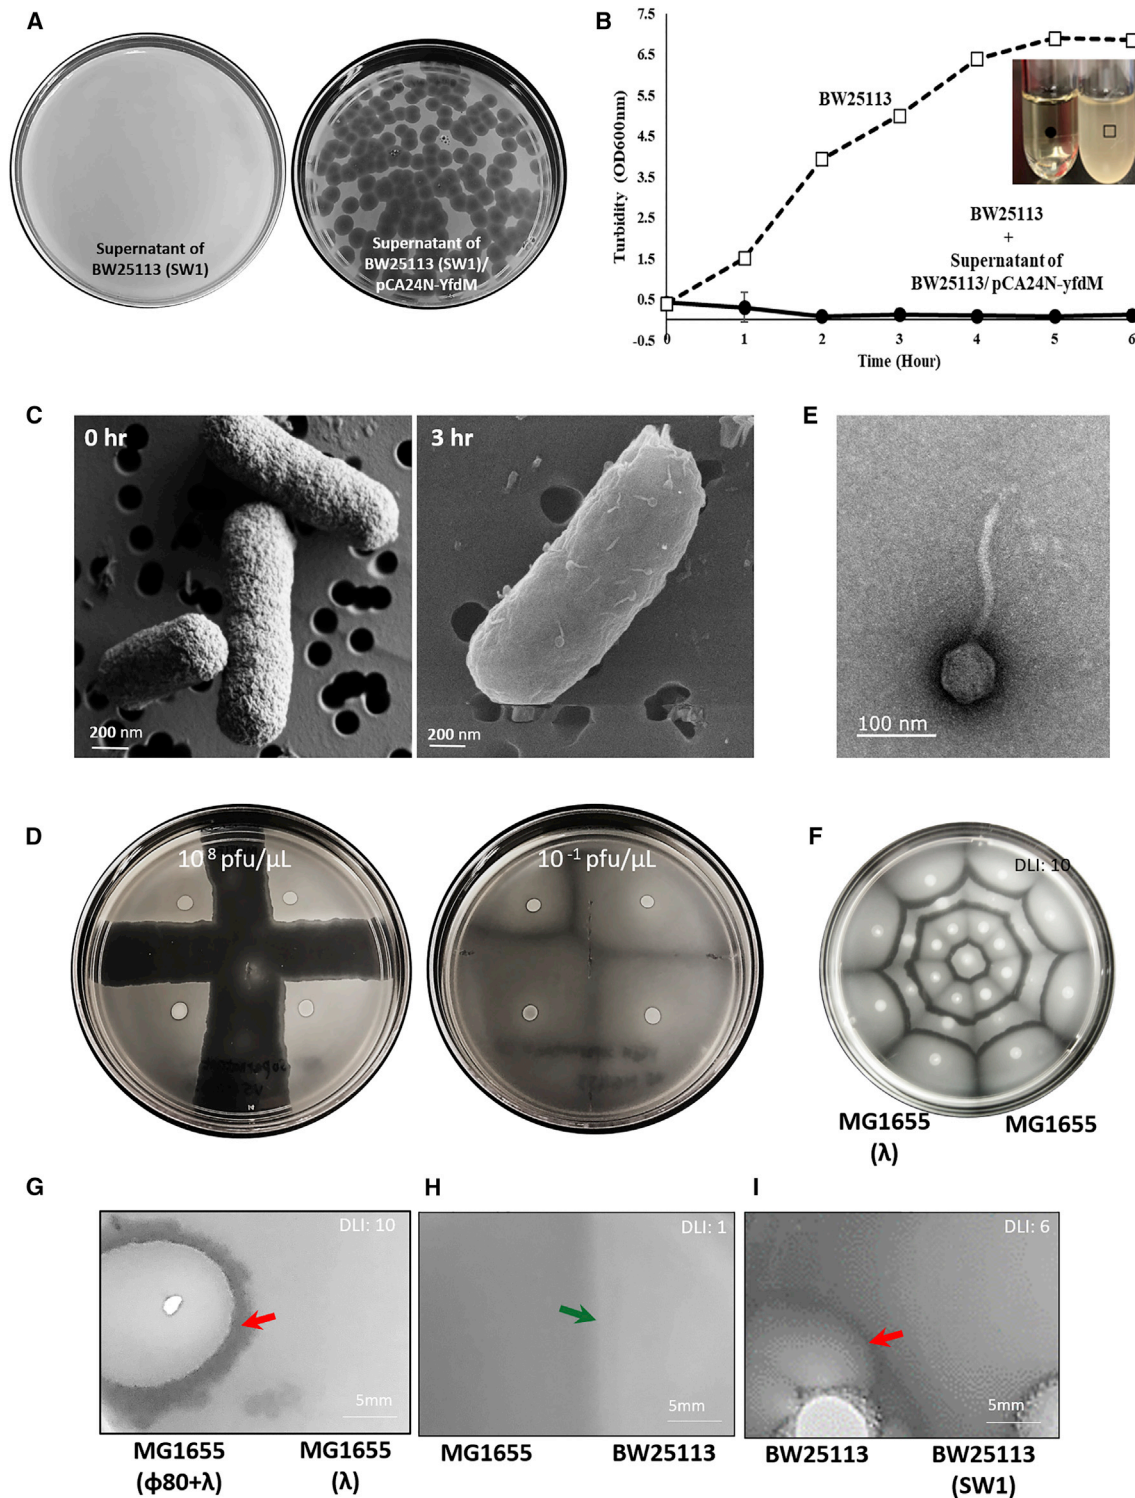 A
Supernatant of
BW25113 (SW1)
Supernatant of
BW25113 (SW1)/
pCA24N-YfdM
B
Turbidity (OD600nm)
7.5
6.5
5.5
4.5
3.5
2.5
1.5
0.5
-0.5
BW25113
BW25113
+
Supernatant of
BW25113/pCA24N-yfdM
0 1 2 3 4 5 6
Time (Hour)
C
0 hr
200 nm
3 hr
200 nm
E
100 nm
D
10 8 pfu/μL
10 -1 pfu/μL
F
DLI: 10
MG1655
(λ)
MG1655
G
DLI: 10
5mm
MG1655
(ϕ80+λ)
MG1655
(λ)
H
DLI: 1
5mm
MG1655
BW25113
I
DLI: 6
5mm
BW25113
BW25113
(SW1)